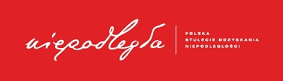 niepodległa
POLSKA
STULECIE ODZYSKANIA
NIEPODLEGŁOŚCI